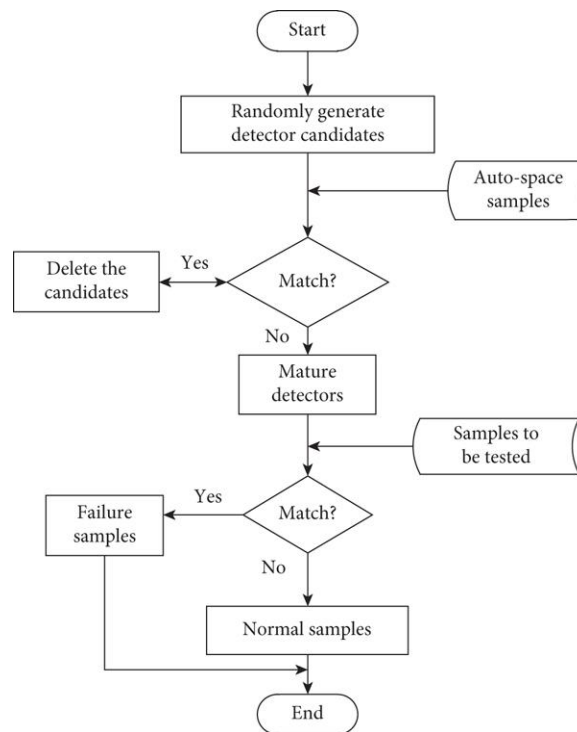 Start
Randomly generate
detector candidates
Auto-space
samples
Delete the
candidates
Yes
Match?
No
Mature
detectors
Samples to
be tested
Failure
samples
Yes
Match?
No
Normal samples
End